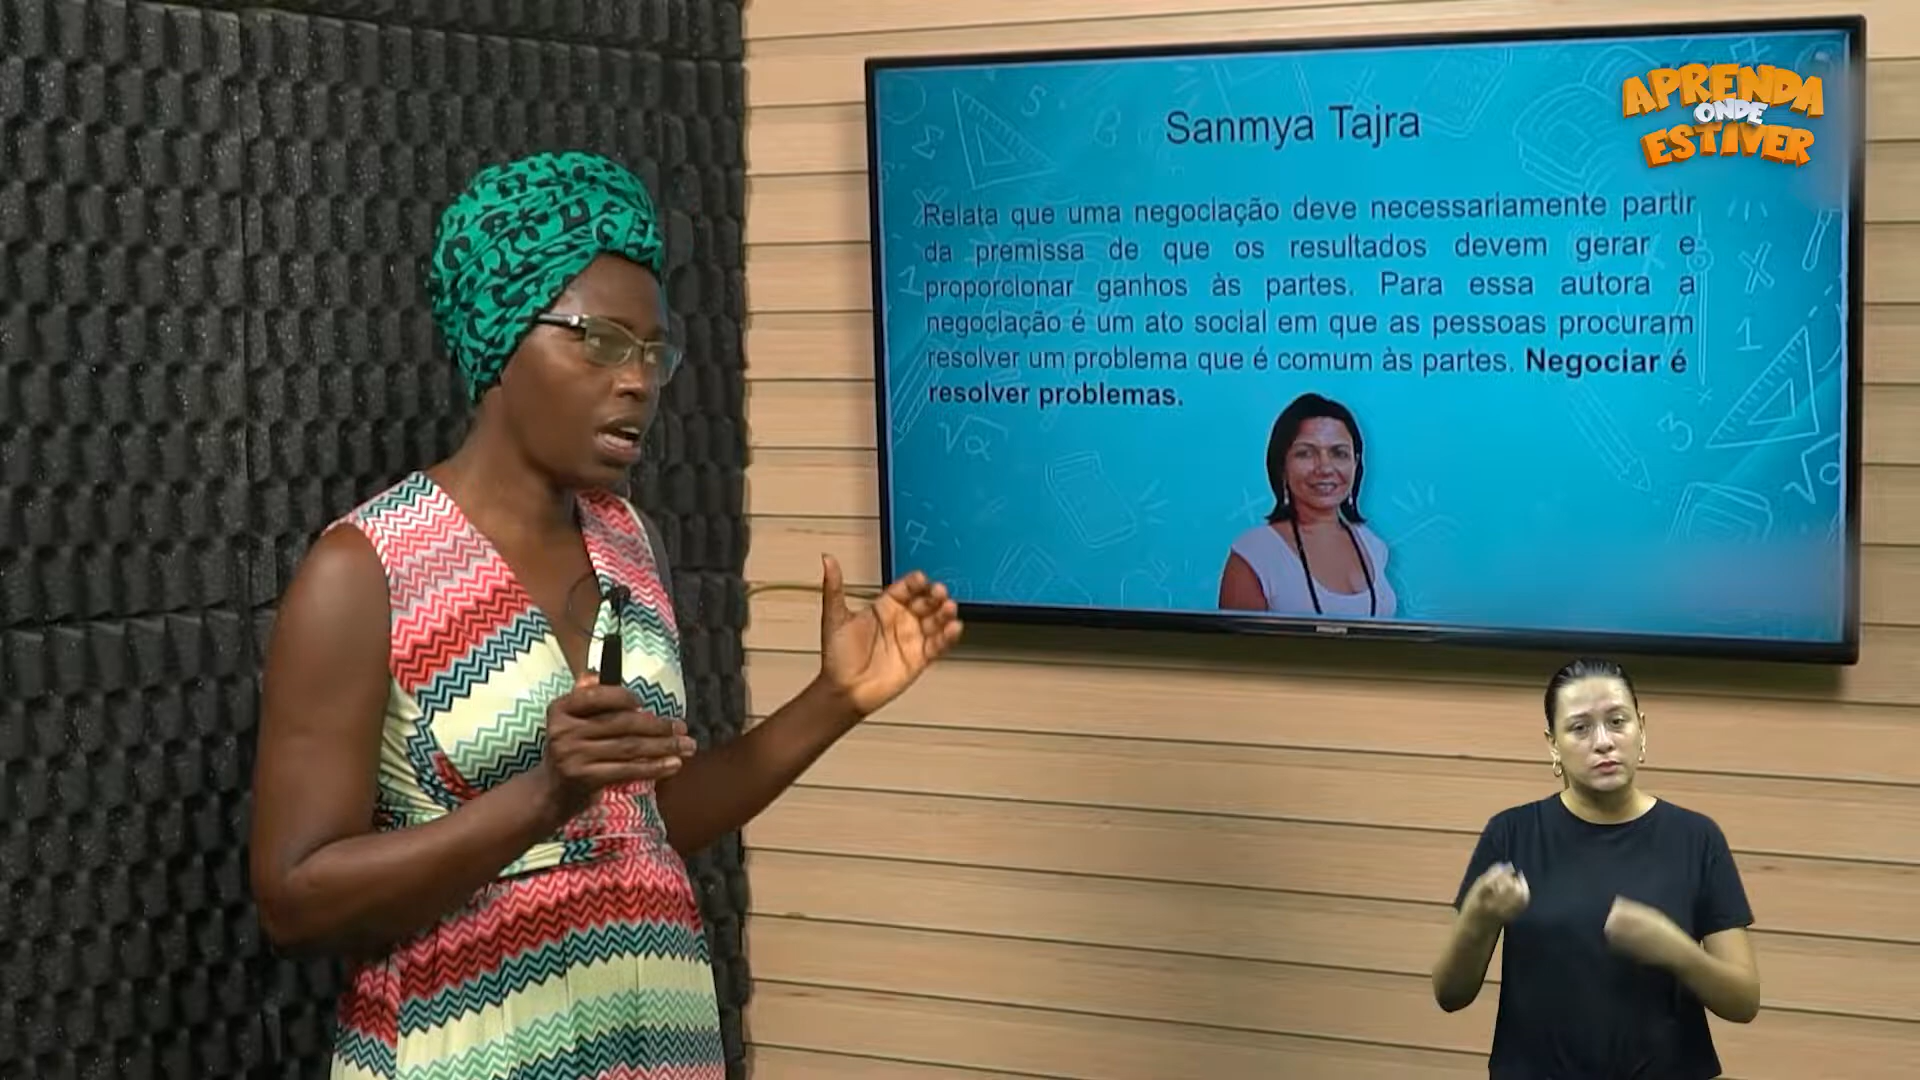 APRENDA
ONDE
ESTIVER
Sanmya Tajra
Relata que uma negociação deve necessariamente partir
da premissa de que os resultados devem gerar e
proporcionar ganhos às partes. Para essa autora a
negociação é um ato social em que as pessoas procuram
resolver um problema que é comum às partes. Negociar é
resolver problemas.
PHILIPS